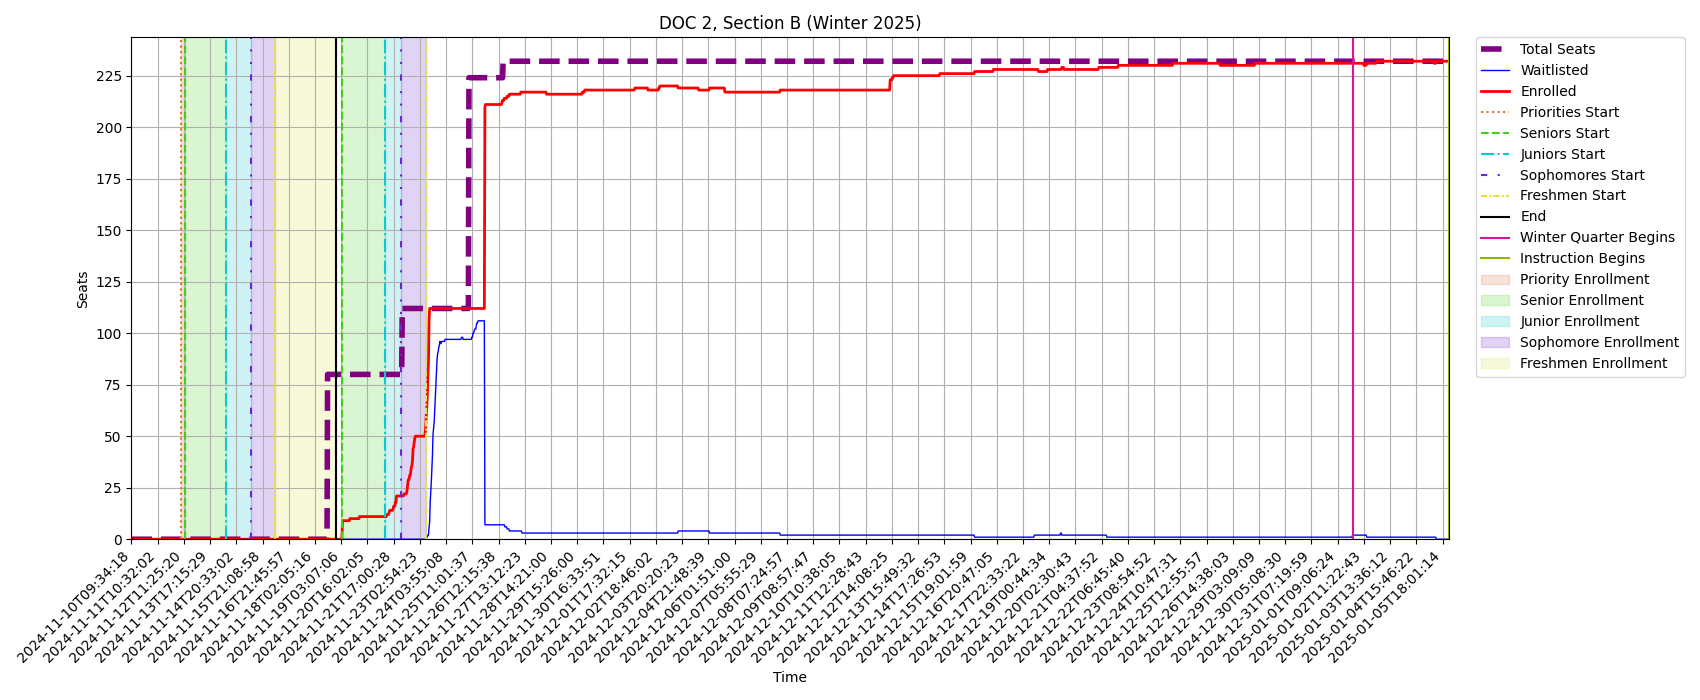 DOC 2, Section B (Winter 2025)
Seats
225
200
175
150
125
100
75
50
25
0
2024-11-10T09:34:18
2024-11-11T10:32:02
2024-11-12T11:25:20
2024-11-13T17:15:29
2024-11-14T20:33:02
2024-11-15T21:08:58
2024-11-16T21:45:57
2024-11-18T02:05:16
2024-11-19T03:07:06
2024-11-20T16:02:05
2024-11-21T17:00:28
2024-11-23T02:54:23
2024-11-24T03:55:08
2024-11-25T11:01:37
2024-11-26T12:15:38
2024-11-27T13:12:23
2024-11-28T14:21:00
2024-11-29T15:26:00
2024-11-30T16:33:51
2024-12-01T17:32:15
2024-12-02T18:46:02
2024-12-03T20:20:23
2024-12-04T21:48:39
2024-12-06T01:51:00
2024-12-07T05:55:29
2024-12-08T07:24:57
2024-12-09T08:57:47
2024-12-10T10:38:05
2024-12-11T12:28:43
2024-12-13T14:08:25
2024-12-13T15:49:32
2024-12-14T17:26:53
2024-12-15T19:01:59
2024-12-16T20:47:05
2024-12-17T22:33:22
2024-12-19T00:44:34
2024-12-20T02:30:43
2024-12-21T04:37:52
2024-12-22T06:45:40
2024-12-23T08:54:52
2024-12-24T10:47:31
2024-12-25T12:55:57
2024-12-26T14:38:03
2024-12-29T03:09:09
2024-12-30T05:08:30
2024-12-31T07:19:59
2025-01-01T09:06:24
2025-01-02T11:22:43
2025-01-03T13:36:12
2025-01-04T15:46:22
2025-01-05T18:01:14
Time
Total Seats
Waitlisted
Enrolled
Priorities Start
Seniors Start
Juniors Start
Sophomores Start
Freshmen Start
End
Winter Quarter Begins
Instruction Begins
Priority Enrollment
Senior Enrollment
Junior Enrollment
Sophomore Enrollment
Freshmen Enrollment